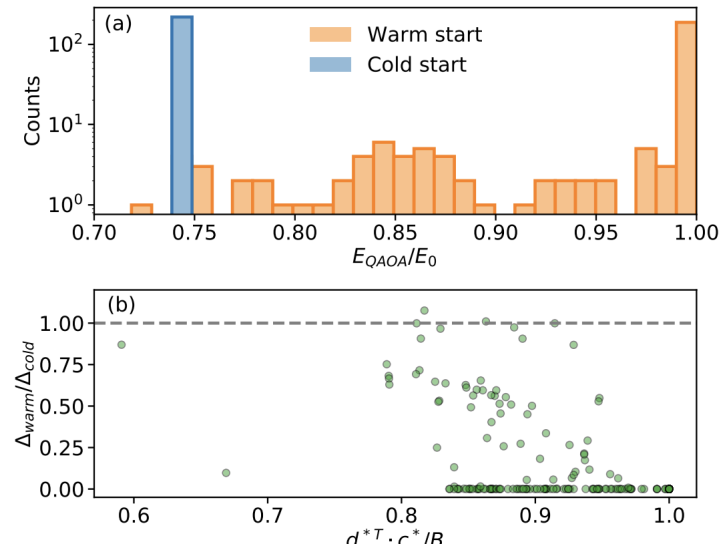 (a)
Warm start
Cold start
Counts
10²
10¹
10⁰
0.70 0.75 0.80 0.85 0.90 0.95 1.00
E_QAOA/E_0
(b)
Δ_warm/Δ_cold
1.00
0.75
0.50
0.25
0.00
0.6 0.7 0.8 0.9 1.0
d*ᵀ · c*/B